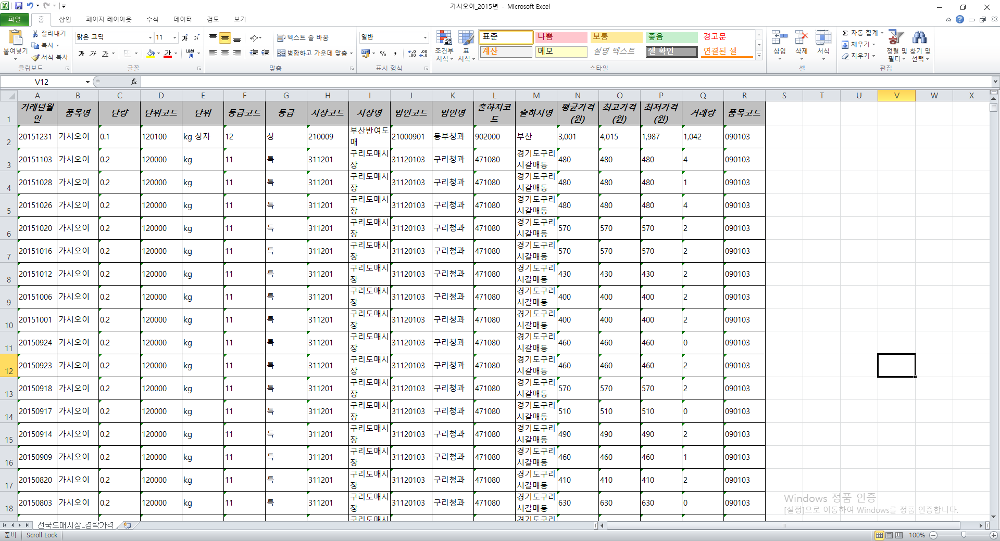 가시오이_2015년 - Microsoft Excel
파일 홈 삽입 페이지 레이아웃 수식 데이터 검토 보기
붙여넣기 잘라내기 복사 서식 복사 클립보드
맑은 고딕 11 가 가 가 가 가 가 내천 글꼴
텍스트 줄 바꿈 병합하고 가운데 맞춤 맞춤
일반 % , 표시 형식
조건부 서식 표 서식 표준 나쁨 보통 좋음 경고문
계산 메모 설명 텍스트 셀 확인 연결된 셀 스타일
삽입 삭제 서식 셀
Σ 자동 합계 채우기 지우기 정렬 및 필터 찾기 및 선택 편집
V12 fx
A B C D E F G H I J K L M N O P Q R S T U V W X
1 거래년월일 품목명 단량 단위코드 단위 등급코드 등급 시장코드 시장명 법인코드 법인명 출하지코드 출하지명 평균가격(원) 최고가격(원) 최저가격(원) 거래량 품목코드
2 20151231 가시오이 0.1 120100 kg 상자 12 상 210009 부산반여도매 21000901 동부청과 902000 부산 3,001 4,015 1,987 1,042 090103
3 20151103 가시오이 0.2 120000 kg 11 특 311201 구리도매시장 31120103 구리청과 471080 경기도구리시갈매동 480 480 480 4 090103
4 20151028 가시오이 0.2 120000 kg 11 특 311201 구리도매시장 31120103 구리청과 471080 경기도구리시갈매동 480 480 480 1 090103
5 20151026 가시오이 0.2 120000 kg 11 특 311201 구리도매시장 31120103 구리청과 471080 경기도구리시갈매동 480 480 480 4 090103
6 20151020 가시오이 0.2 120000 kg 11 특 311201 구리도매시장 31120103 구리청과 471080 경기도구리시갈매동 570 570 570 2 090103
7 20151016 가시오이 0.2 120000 kg 11 특 311201 구리도매시장 31120103 구리청과 471080 경기도구리시갈매동 570 570 570 2 090103
8 20151012 가시오이 0.2 120000 kg 11 특 311201 구리도매시장 31120103 구리청과 471080 경기도구리시갈매동 430 430 430 2 090103
9 20151006 가시오이 0.2 120000 kg 11 특 311201 구리도매시장 31120103 구리청과 471080 경기도구리시갈매동 400 400 400 2 090103
10 20151001 가시오이 0.2 120000 kg 11 특 311201 구리도매시장 31120103 구리청과 471080 경기도구리시갈매동 400 400 400 2 090103
11 20150924 가시오이 0.2 120000 kg 11 특 311201 구리도매시장 31120103 구리청과 471080 경기도구리시갈매동 460 460 460 0 090103
12 20150923 가시오이 0.2 120000 kg 11 특 311201 구리도매시장 31120103 구리청과 471080 경기도구리시갈매동 460 460 460 2 090103
13 20150918 가시오이 0.2 120000 kg 11 특 311201 구리도매시장 31120103 구리청과 471080 경기도구리시갈매동 570 570 570 2 090103
14 20150917 가시오이 0.2 120000 kg 11 특 311201 구리도매시장 31120103 구리청과 471080 경기도구리시갈매동 510 510 510 0 090103
15 20150914 가시오이 0.2 120000 kg 11 특 311201 구리도매시장 31120103 구리청과 471080 경기도구리시갈매동 490 490 490 2 090103
16 20150909 가시오이 0.2 120000 kg 11 특 311201 구리도매시장 31120103 구리청과 471080 경기도구리시갈매동 460 460 460 1 090103
17 20150820 가시오이 0.2 120000 kg 11 특 311201 구리도매시장 31120103 구리청과 471080 경기도구리시갈매동 410 410 410 2 090103
18 20150803 가시오이 0.2 120000 kg 11 특 311201 구리도매시장 31120103 구리청과 471080 경기도구리시갈매동 630 630 630 0 090103
구리도매시 경기도구리
Windows 정품 인증
[설정]으로 이동하여 Windows를 정품 인증합니다.
전국도매시장_경락가격
준비 Scroll Lock 100%